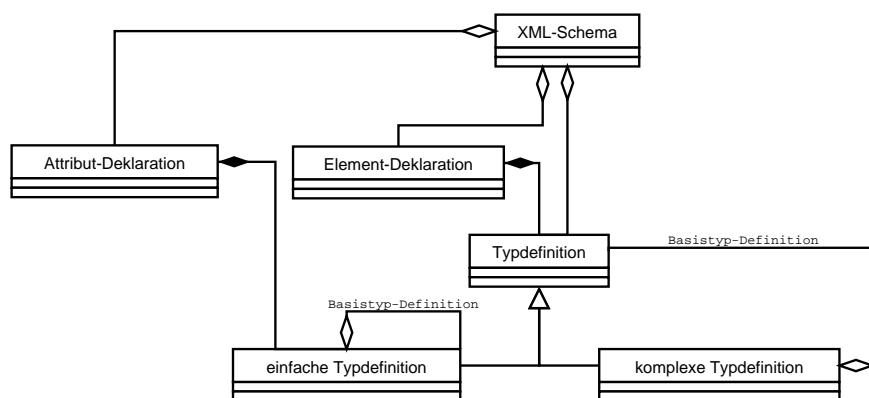 XML-Schema
Attribut-Deklaration
Element-Deklaration
Typdefinition
Basistyp-Definition
Basistyp-Definition
einfache Typdefinition
komplexe Typdefinition